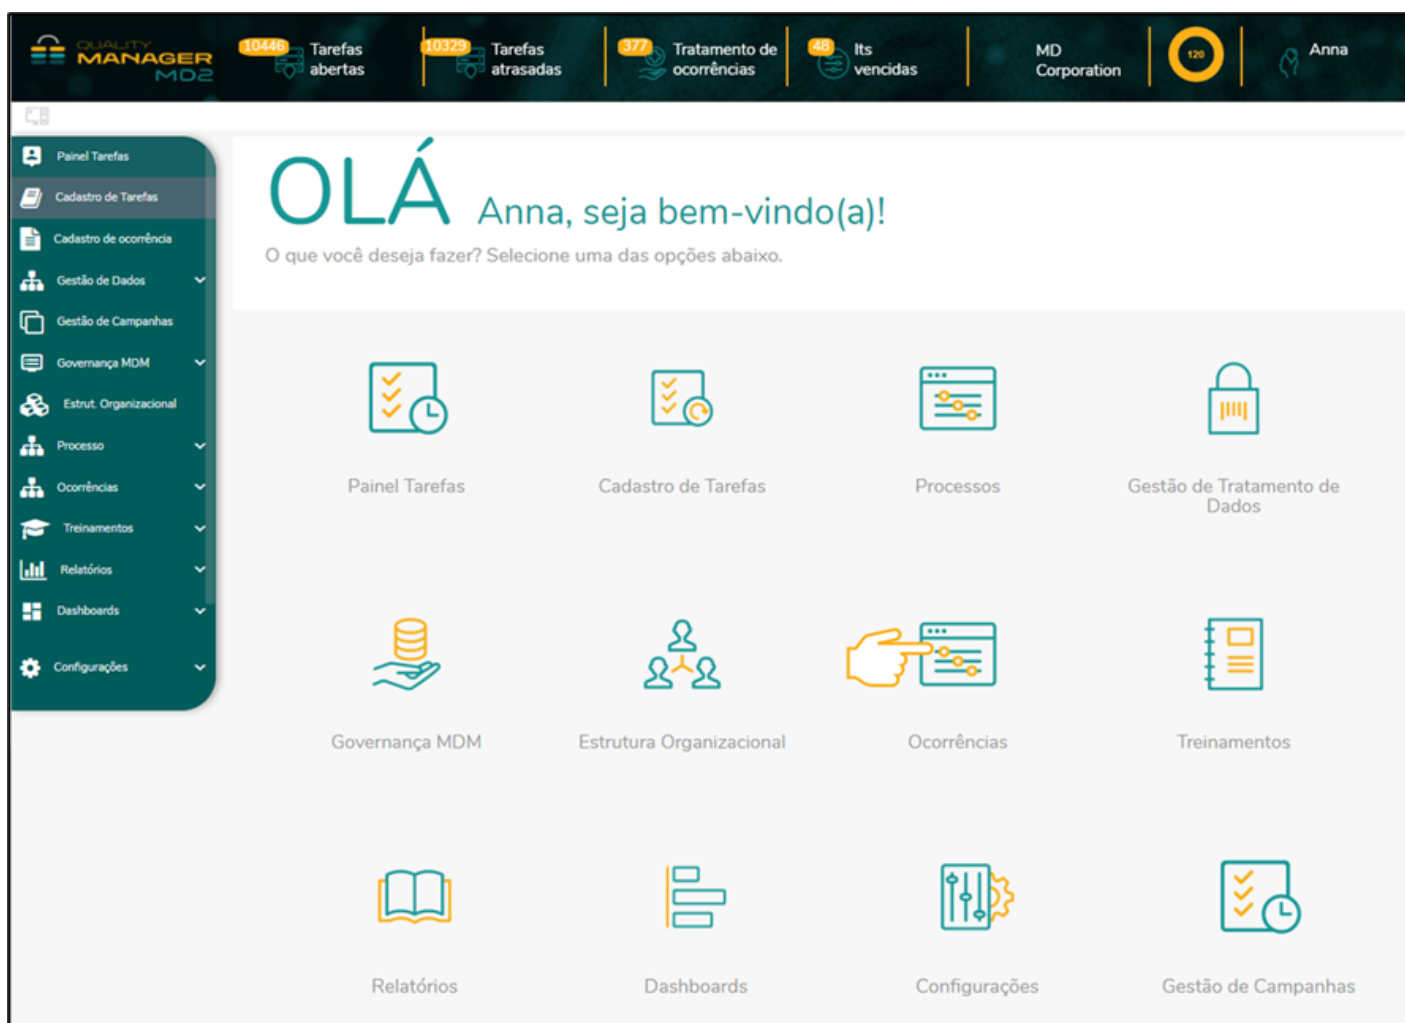 QUALITY
MANAGER
MD2
10446
Tarefas
abertas
10329
Tarefas
atrasadas
377
Tratamento de
ocorrências
48
Its
vencidas
MD
Corporation
120
Anna
Painel Tarefas
Cadastro de Tarefas
Cadastro de ocorrência
Gestão de Dados
Gestão de Campanhas
Governança MDM
Estrut. Organizacional
Processo
Ocorrências
Treinamentos
Relatórios
Dashboards
Configurações
OLÁ Anna, seja bem-vindo(a)!
O que você deseja fazer? Selecione uma das opções abaixo.
Painel Tarefas
Cadastro de Tarefas
Processos
Gestão de Tratamento de
Dados
Governança MDM
Estrutura Organizacional
Ocorrências
Treinamentos
Relatórios
Dashboards
Configurações
Gestão de Campanhas